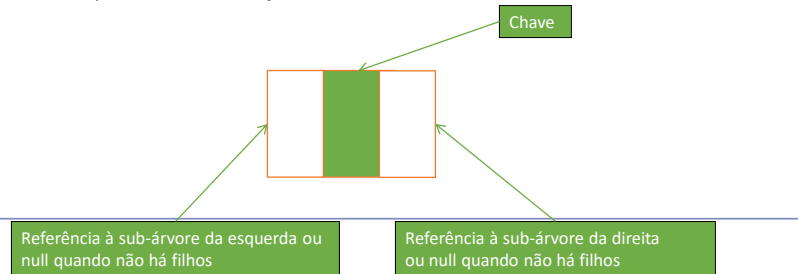 Chave
Referência à sub-árvore da esquerda ou
null quando não há filhos
Referência à sub-árvore da direita
ou null quando não há filhos